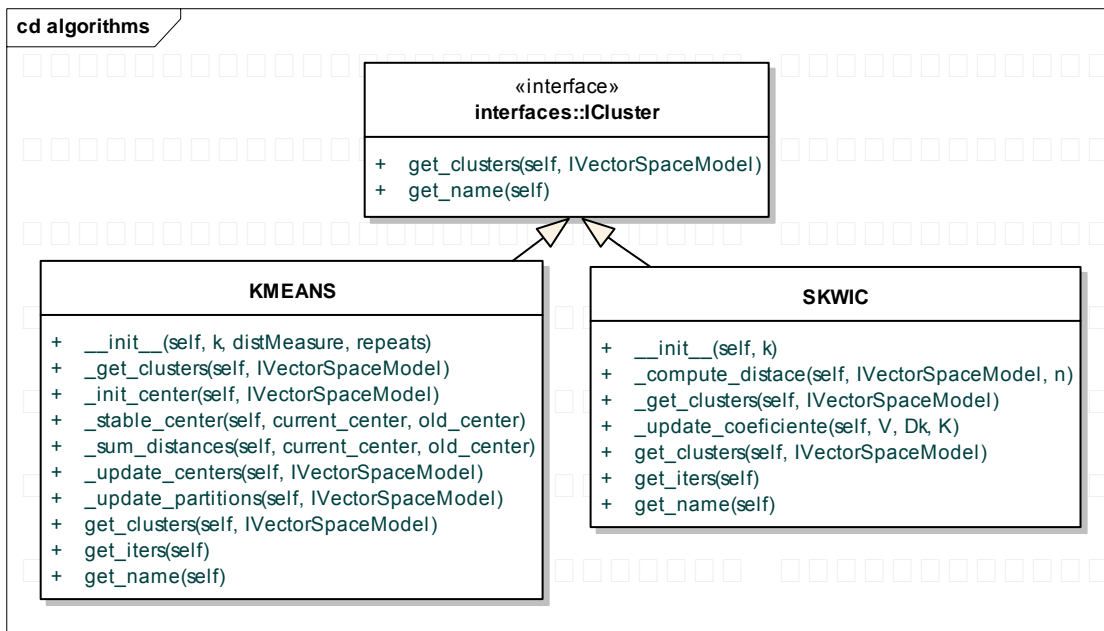 cd algorithms
«interface»
interfaces::ICluster
+ get_clusters(self, IVectorSpaceModel)
+ get_name(self)
KMEANS
+ __init__(self, k, distMeasure, repeats)
+ _get_clusters(self, IVectorSpaceModel)
+ _init_center(self, IVectorSpaceModel)
+ _stable_center(self, current_center, old_center)
+ _sum_distances(self, current_center, old_center)
+ _update_centers(self, IVectorSpaceModel)
+ _update_partitions(self, IVectorSpaceModel)
+ get_clusters(self, IVectorSpaceModel)
+ get_iters(self)
+ get_name(self)
SKWIC
+ __init__(self, k)
+ _compute_distace(self, IVectorSpaceModel, n)
+ _get_clusters(self, IVectorSpaceModel)
+ _update_coeficiente(self, V, Dk, K)
+ get_clusters(self, IVectorSpaceModel)
+ get_iters(self)
+ get_name(self)